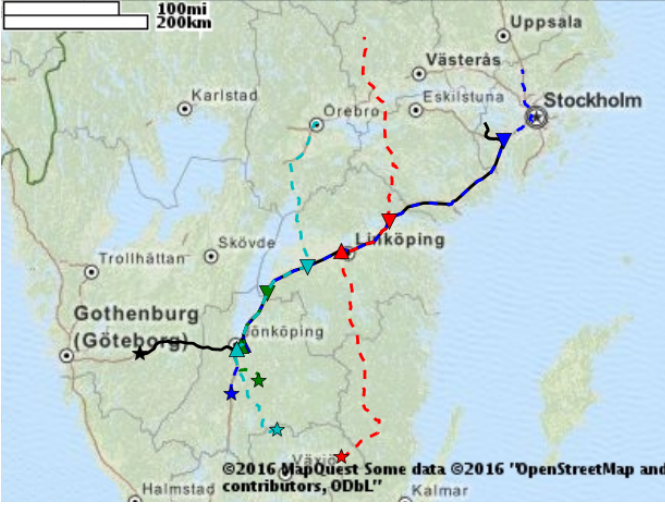 100mi
200km
Uppsala
Västerås
Karlstad
Eskilstuna
Stockholm
Örebro
Skövde
Linköping
Trollhättan
Gothenburg
(Göteborg)
Jönköping
Växjö
©2016 MapQuest Some data ©2016 "OpenStreetMap and
contributors, ODbL"
Halmstad
Kalmar